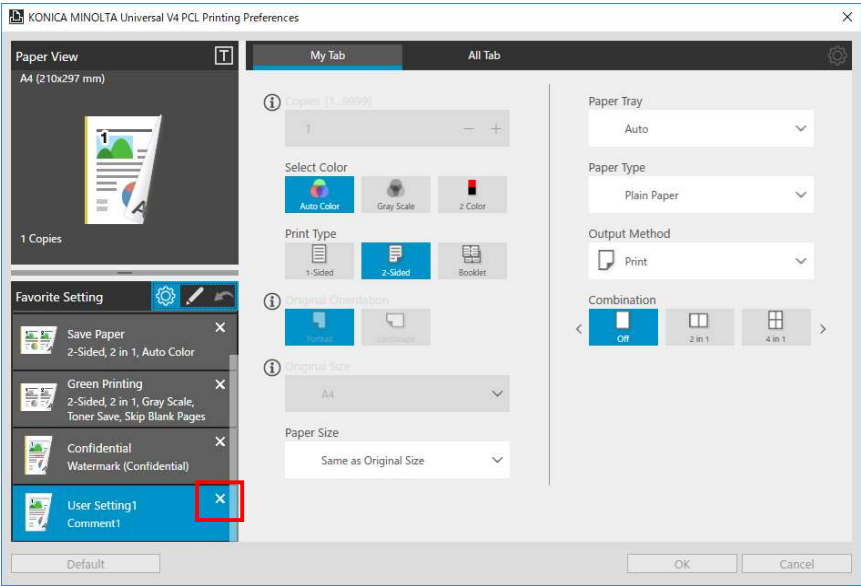 KONICA MINOLTA Universal V4 PCL Printing Preferences
Paper View
T
A4 (210x297 mm)
1
1 Copies
Favorite Setting
Save Paper
2-Sided, 2 in 1, Auto Color
Green Printing
2-Sided, 2 in 1, Gray Scale,
Toner Save, Skip Blank Pages
Confidential
Watermark (Confidential)
User Setting1
Comment1
Default
My Tab
All Tab
Copies [1...9999]
1
Select Color
Auto Color
Gray Scale
2 Color
Print Type
1-Sided
2-Sided
Booklet
Original Orientation
Portrait
Landscape
Original Size
A4
Paper Size
Same as Original Size
Paper Tray
Auto
Paper Type
Plain Paper
Output Method
Print
Combination
Off
2 in 1
4 in 1
OK
Cancel